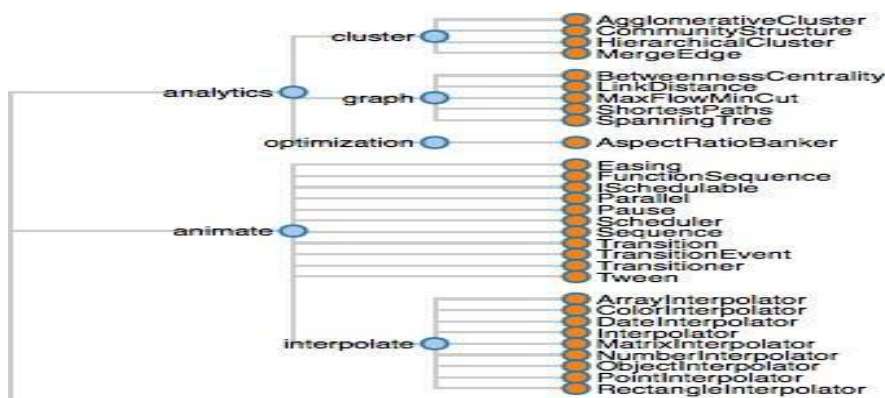 cluster
AgglomerativeCluster
CommunityStructure
HierarchicalCluster
MergeEdge
analytics
graph
BetweennessCentrality
LinkDistance
MaxFlowMinCut
ShortestPaths
SpanningTree
optimization
AspectRatioBanker
animate
Easing
FunctionSequence
ISchedulable
Parallel
Pause
Scheduler
Sequence
Transition
TransitionEvent
Transitioner
Tween
interpolate
ArrayInterpolator
ColorInterpolator
DateInterpolator
Interpolator
MatrixInterpolator
NumberInterpolator
ObjectInterpolator
PointInterpolator
RectangleInterpolator